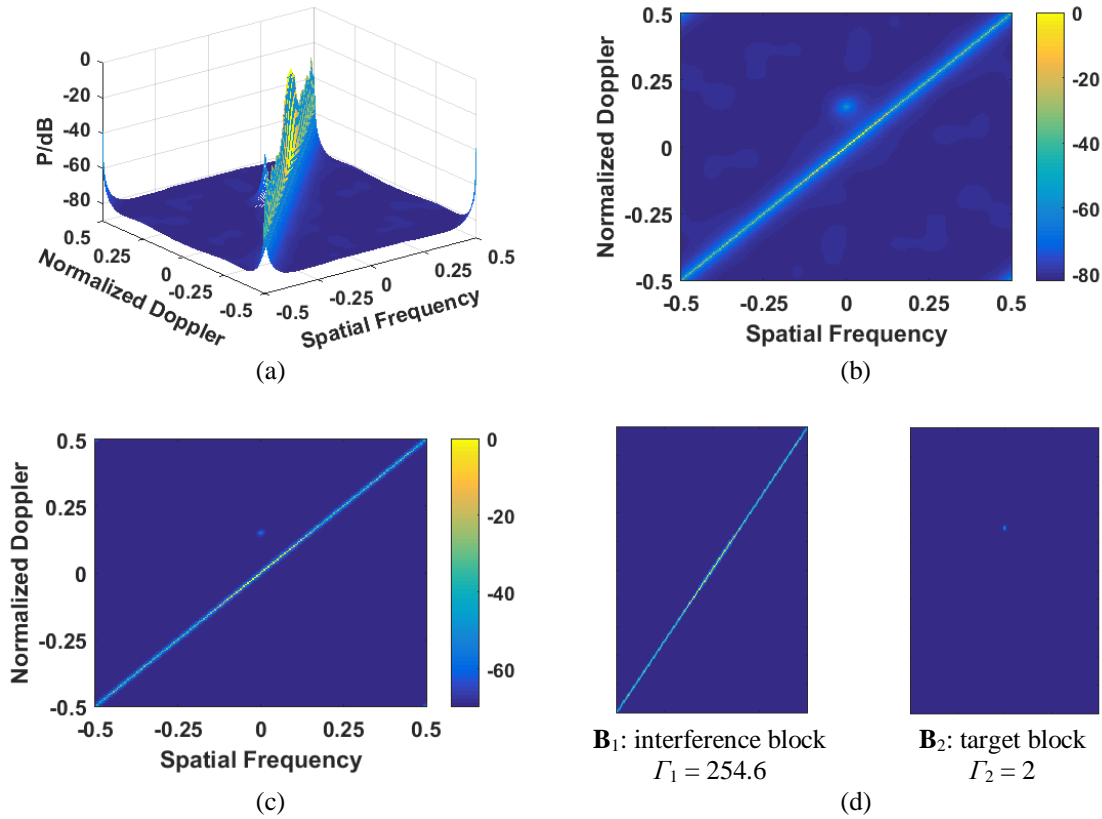 0
-20
-40
-60
-80
P/dB
0.5
0.25
0
-0.25
-0.5
Normalized Doppler
-0.5
-0.25
0
0.25
0.5
Spatial Frequency
(a)
0.5
0.25
0
-0.25
-0.5
Normalized Doppler
-0.5 -0.25 0 0.25 0.5
Spatial Frequency
0
-20
-40
-60
-80
(b)
0.5
0.25
0
-0.25
-0.5
Normalized Doppler
-0.5 -0.25 0 0.25 0.5
Spatial Frequency
0
-20
-40
-60
(c)
B1: interference block
Γ1 = 254.6
B2: target block
Γ2 = 2
(d)